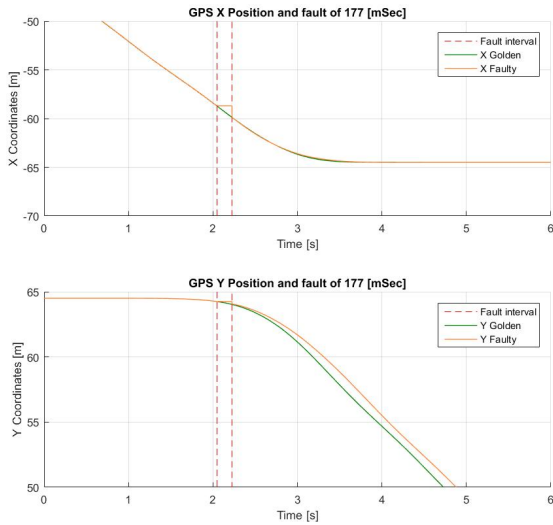 GPS X Position and fault of 177 [mSec]
-50
-55
-60
-65
-70
X Coordinates [m]
Fault interval
X Golden
X Faulty
0 1 2 3 4 5 6
Time [s]
GPS Y Position and fault of 177 [mSec]
65
60
55
50
Y Coordinates [m]
Fault interval
Y Golden
Y Faulty
0 1 2 3 4 5 6
Time [s]